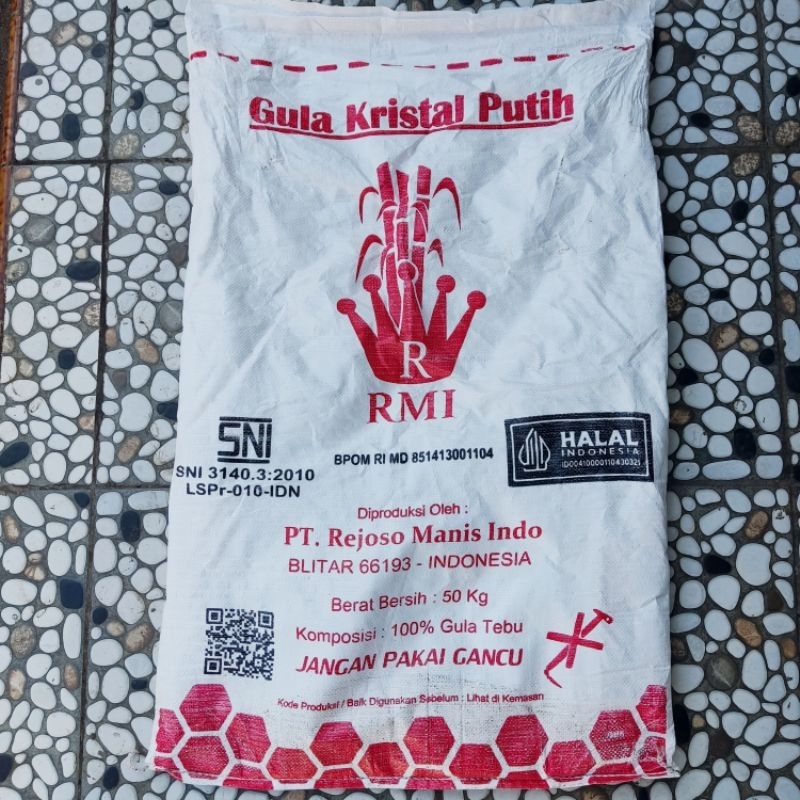 Gula Kristal Putih
R
RMI
SNI
SNI 3140.3:2010
LSPr-010-IDN
BPOM RI MD 851413001104
HALAL
INDONESIA
ID00410000110430321
Diproduksi Oleh :
PT. Rejoso Manis Indo
BLITAR 66193 - INDONESIA
Berat Bersih : 50 Kg
Komposisi : 100% Gula Tebu
JANGAN PAKAI GANCU
Kode Produksi / Baik Digunakan Sebelum : Lihat di Kemasan